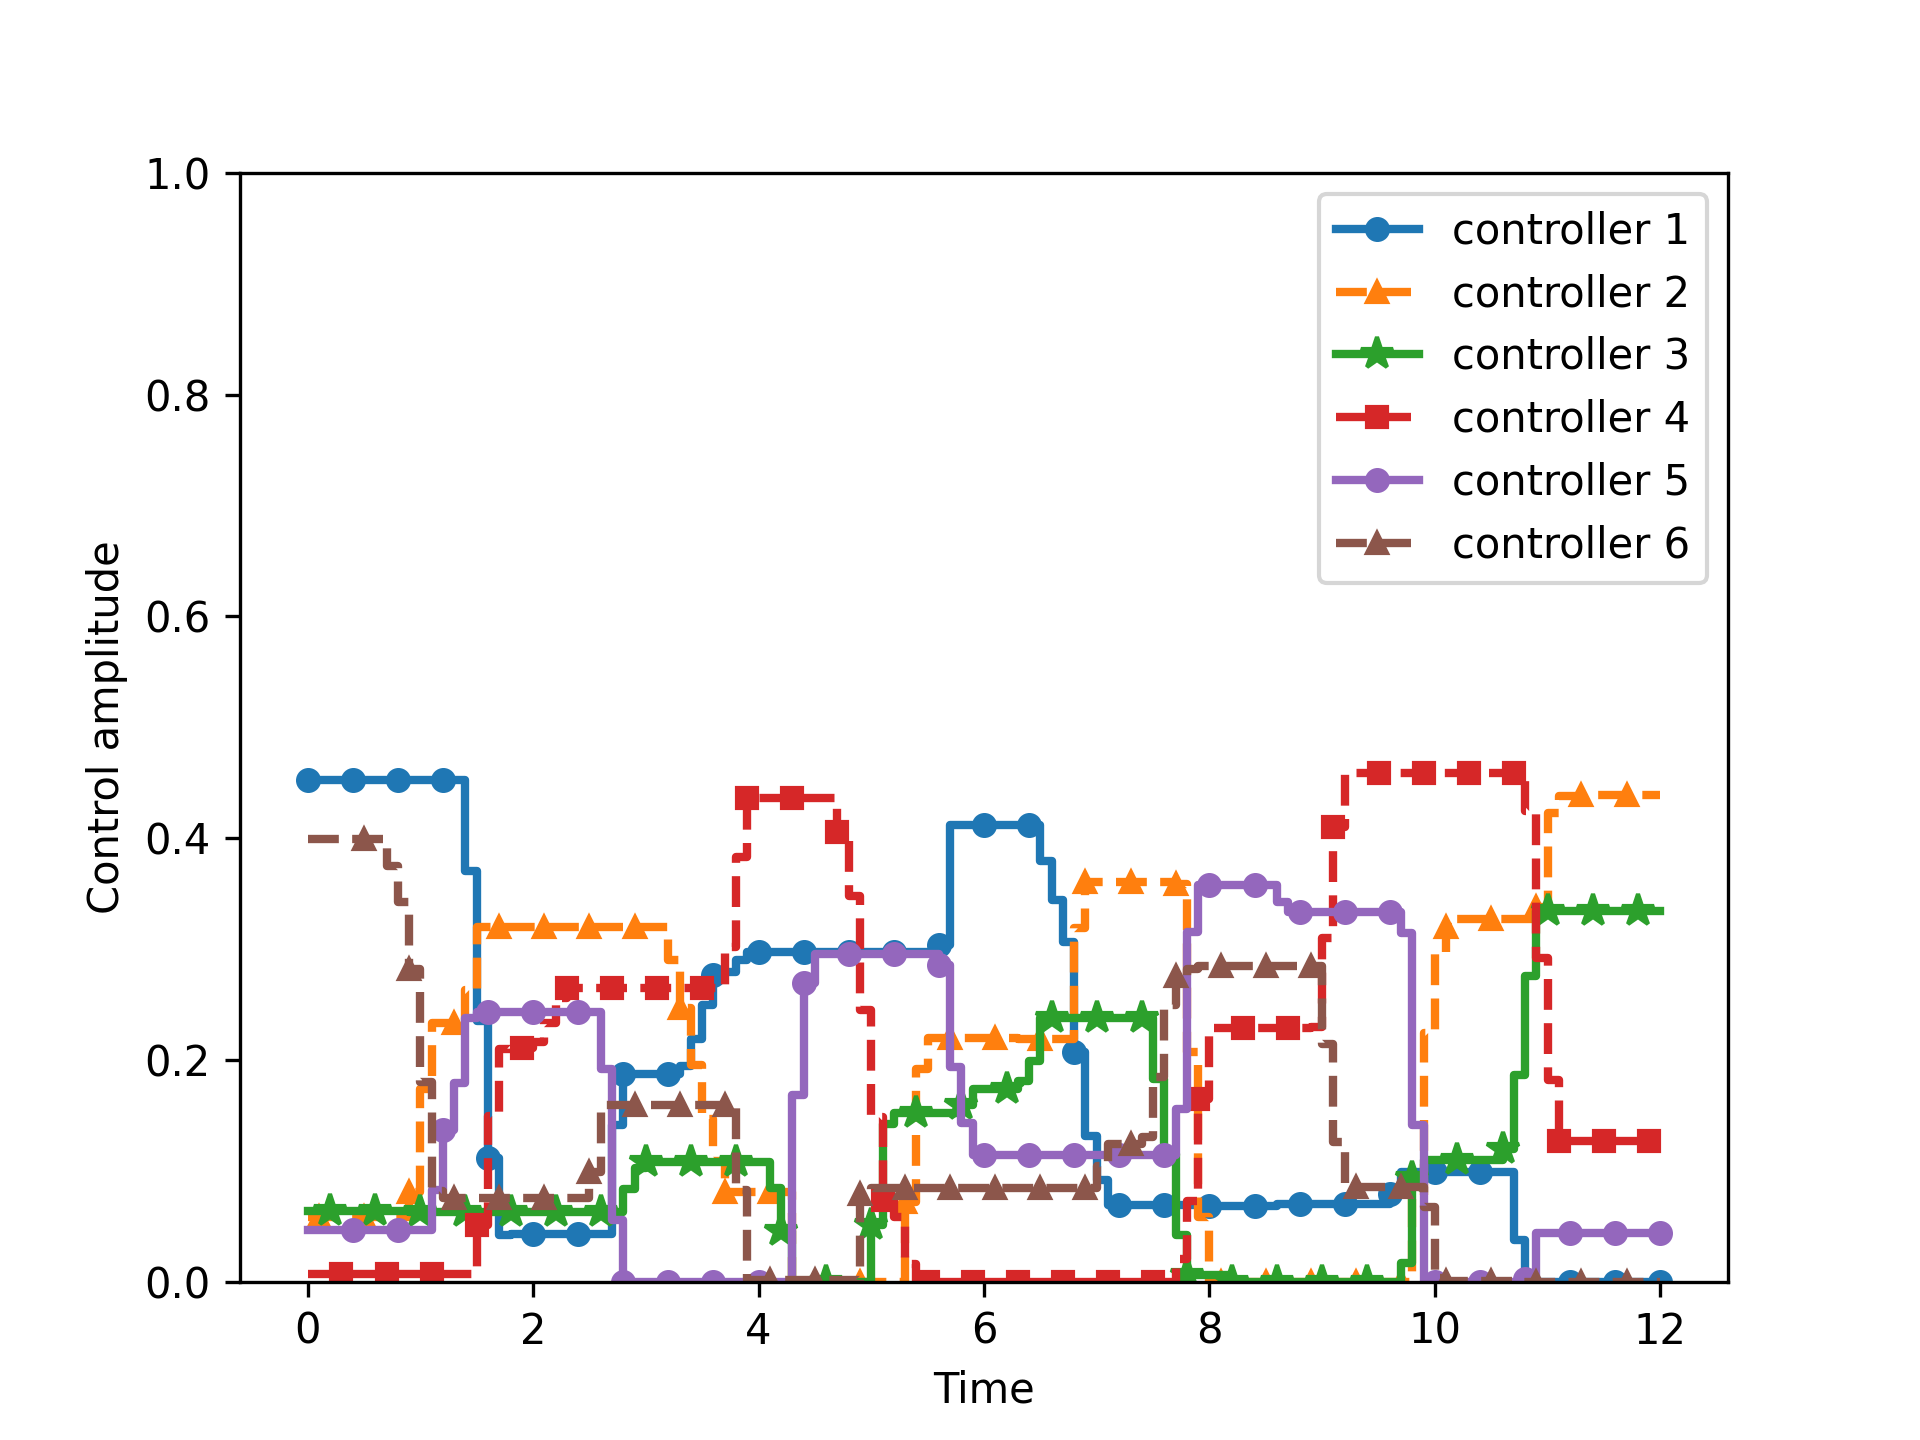 1.0
0.8
0.6
0.4
0.2
0.0
Control amplitude
0 2 4 6 8 10 12
Time
controller 1
controller 2
controller 3
controller 4
controller 5
controller 6